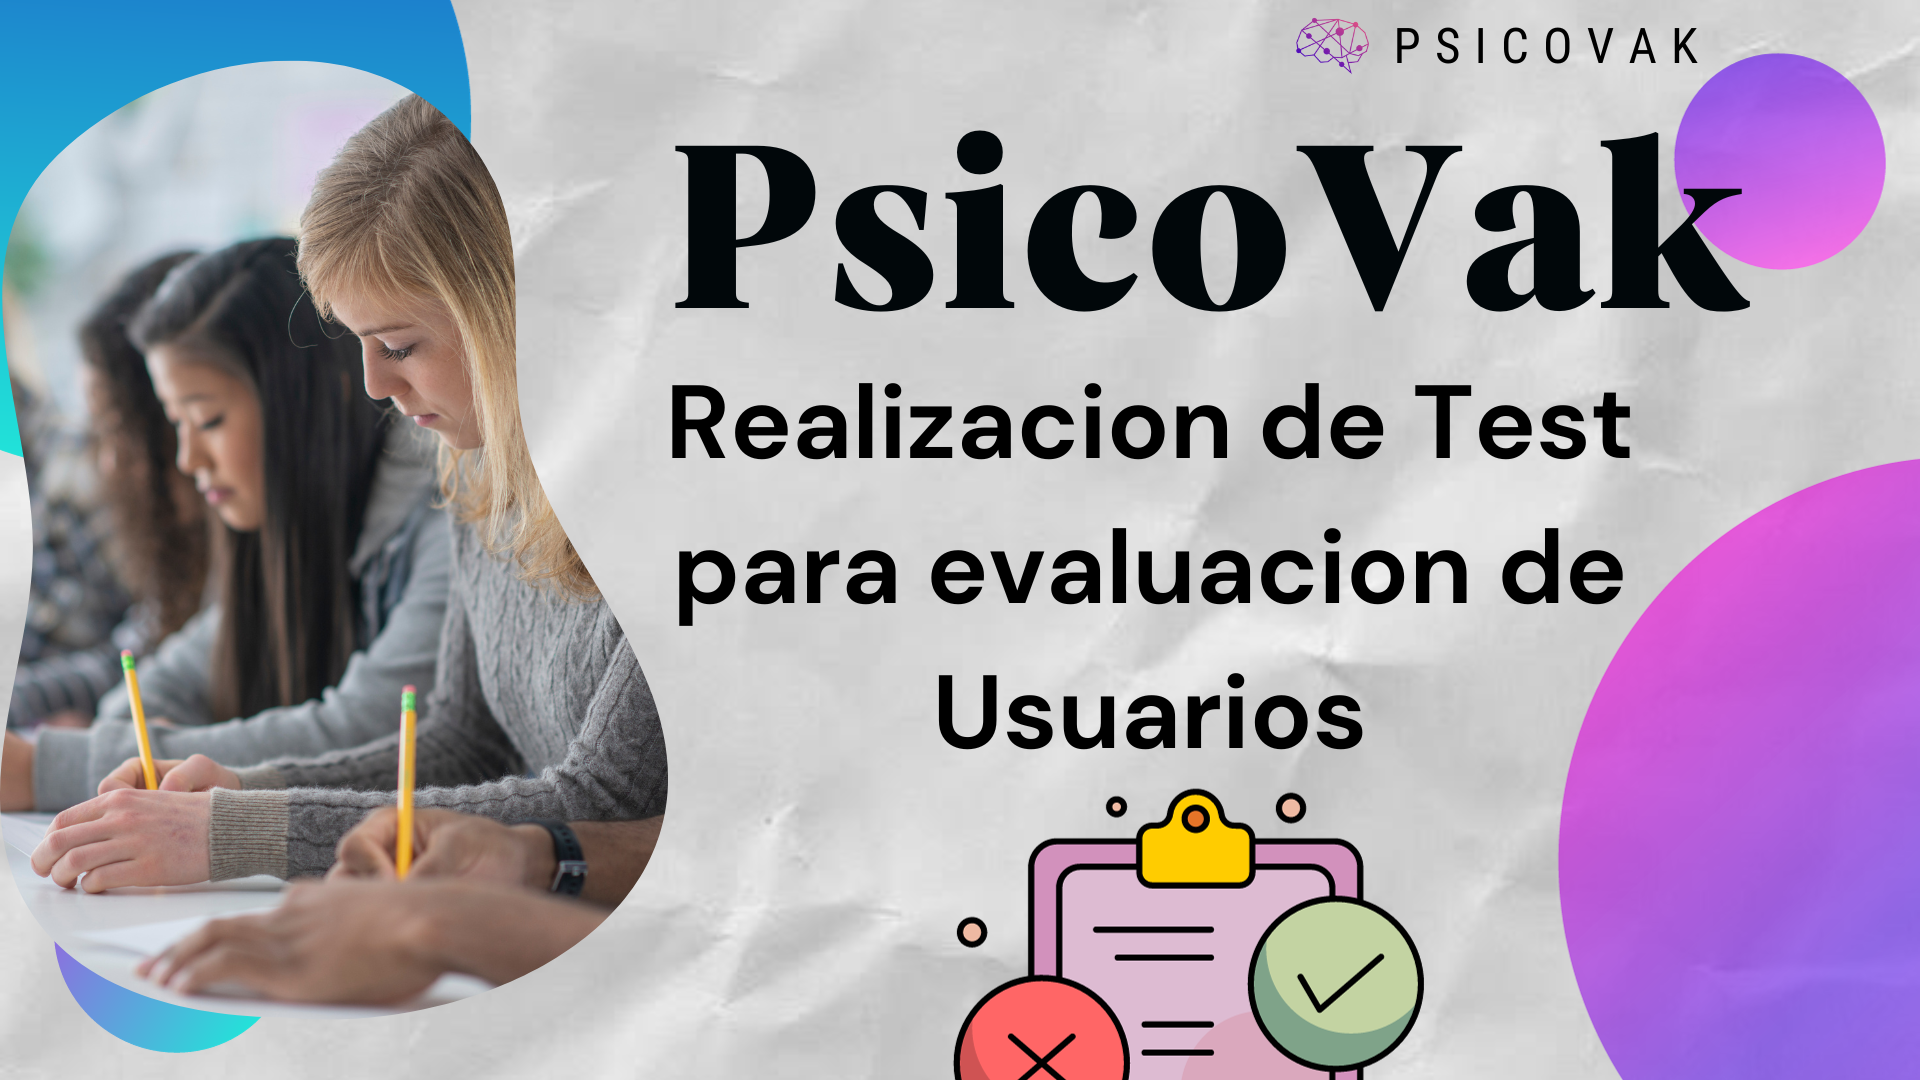 PSICOVAK
PsicoVak
Realizacion de Test
para evaluacion de
Usuarios